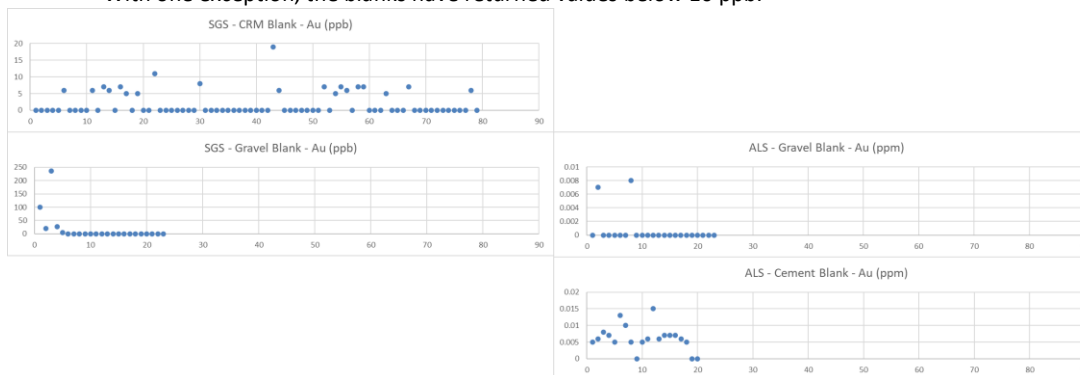 With one exception, the blanks have returned values below 10 ppb.
SGS - CRM Blank - Au (ppb)
20
15
10
5
0
0 10 20 30 40 50 60 70 80 90
SGS - Gravel Blank - Au (ppb)
250
200
150
100
50
0
0 10 20 30 40 50 60 70 80 90
ALS - Gravel Blank - Au (ppm)
0.01
0.008
0.006
0.004
0.002
0
0 10 20 30 40 50 60 70 80
ALS - Cement Blank - Au (ppm)
0.02
0.015
0.01
0.005
0
0 10 20 30 40 50 60 70 80